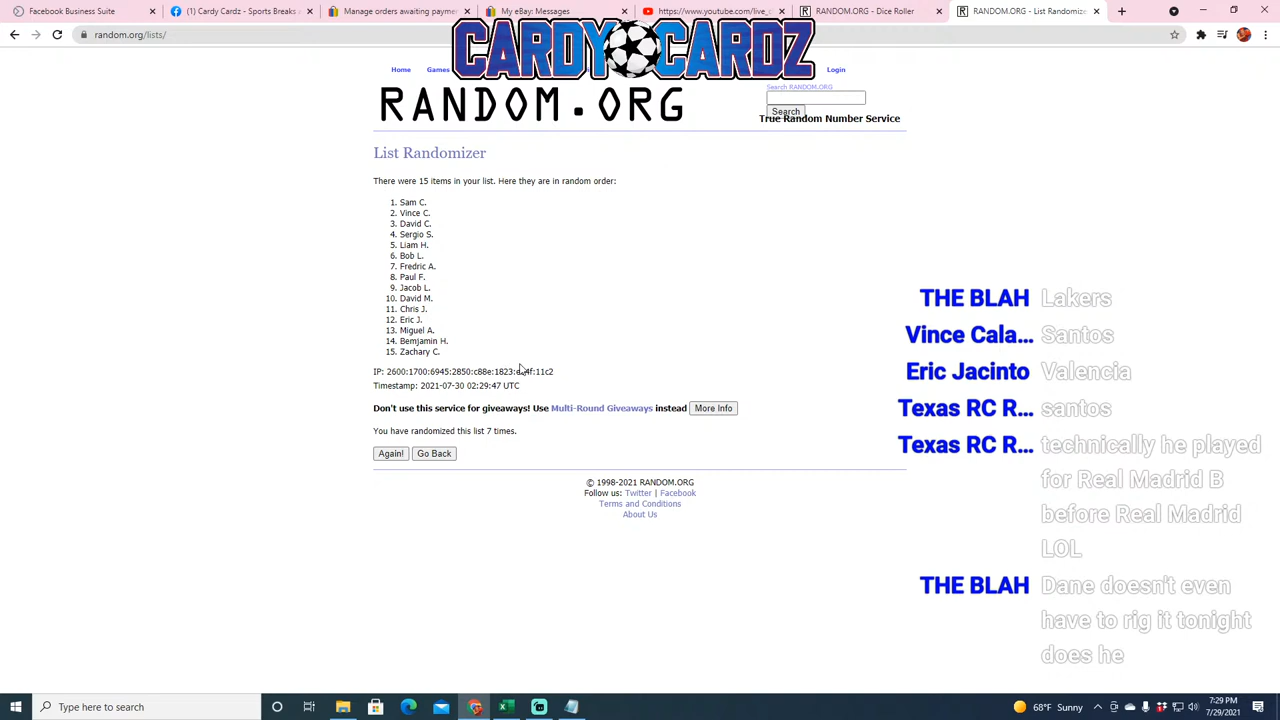 Facebook Business Suite
(1) Cardy Cardz - Sports Breaks
Manage o
7 eBay Messages
https://www.youtube.co
- Dice Roller
RANDOM.ORG - List Randomize
random.org/lists/
CARDY CARDZ
Home
Games
Login
Search RANDOM.ORG
RANDOM.ORG
Search
True Random Number Service
List Randomizer
There were 15 items in your list. Here they are in random order:
1. Sam C.
2. Vince C.
3. David C.
4. Sergio S.
5. Liam H.
6. Bob L.
7. Fredric A.
8. Paul F.
9. Jacob L.
10. David M.
11. Chris J.
12. Eric J.
13. Miguel A.
14. Bemjamin H.
15. Zachary C.
Timestamp: 2021-07-30 02:29:47 UTC
Don't use this service for giveaways! Use Multi-Round Giveaways instead More Info
You have randomized this list 7 times.
Again! Go Back
© 1998-2021 RANDOM.ORG
Follow us: Twitter | Facebook
Terms and Conditions
About Us
THE BLAH Lakers
Vince Cala... Santos
Eric Jacinto Valencia
Texas RC R... santos
Texas RC R... technically he played
for Real Madrid B
before Real Madrid
LOL
THE BLAH Dane doesn't even
have to rig it tonight
does he
Type here to search
68°F Sunny
7:29 PM
7/29/2021